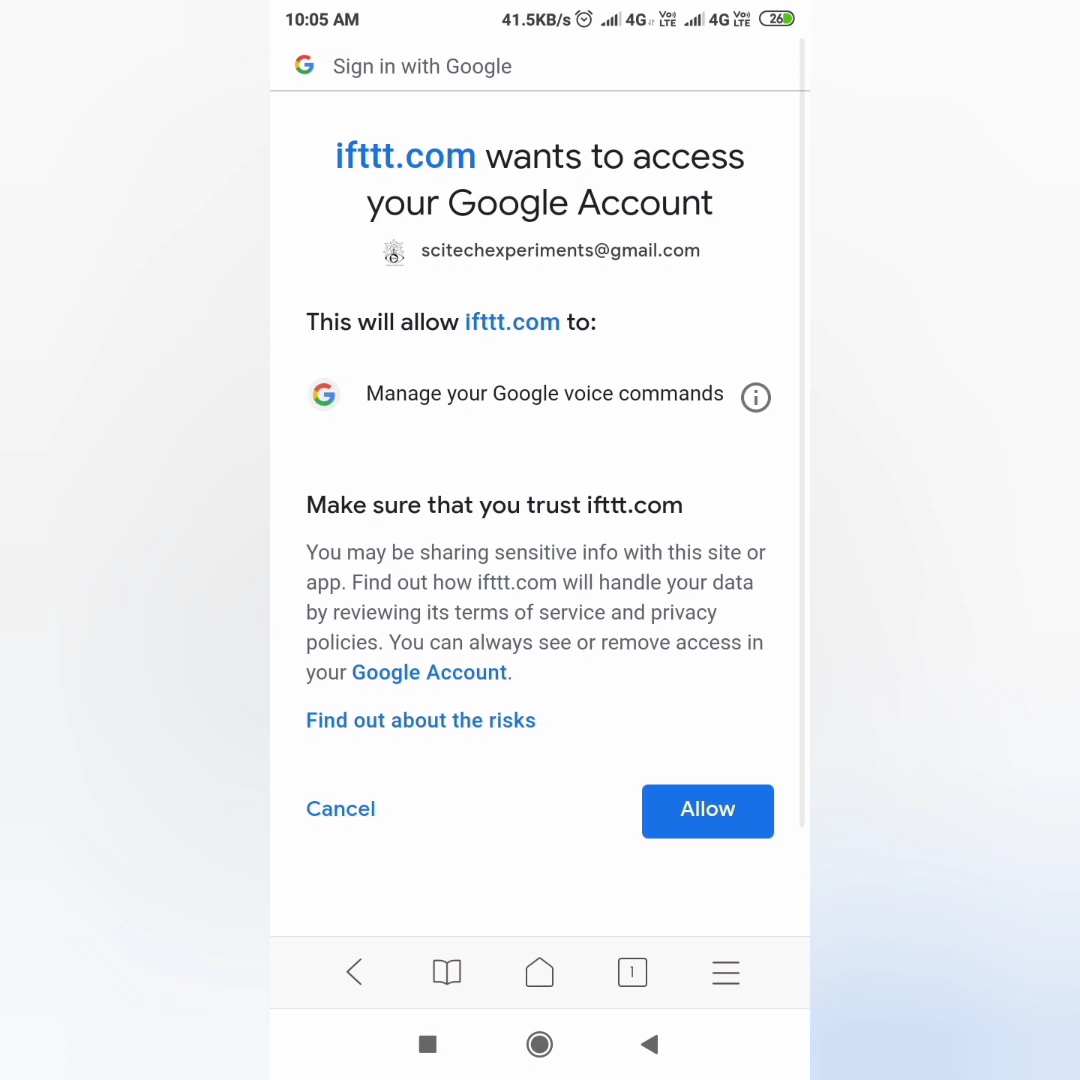 10:05 AM 41.5KB/s 4G Vo) LTE 4G Vo) LTE 26
Sign in with Google
ifttt.com wants to access
your Google Account
scitechexperiments@gmail.com
This will allow ifttt.com to:
Manage your Google voice commands
Make sure that you trust ifttt.com
You may be sharing sensitive info with this site or
app. Find out how ifttt.com will handle your data
by reviewing its terms of service and privacy
policies. You can always see or remove access in
your Google Account.
Find out about the risks
Cancel Allow
1